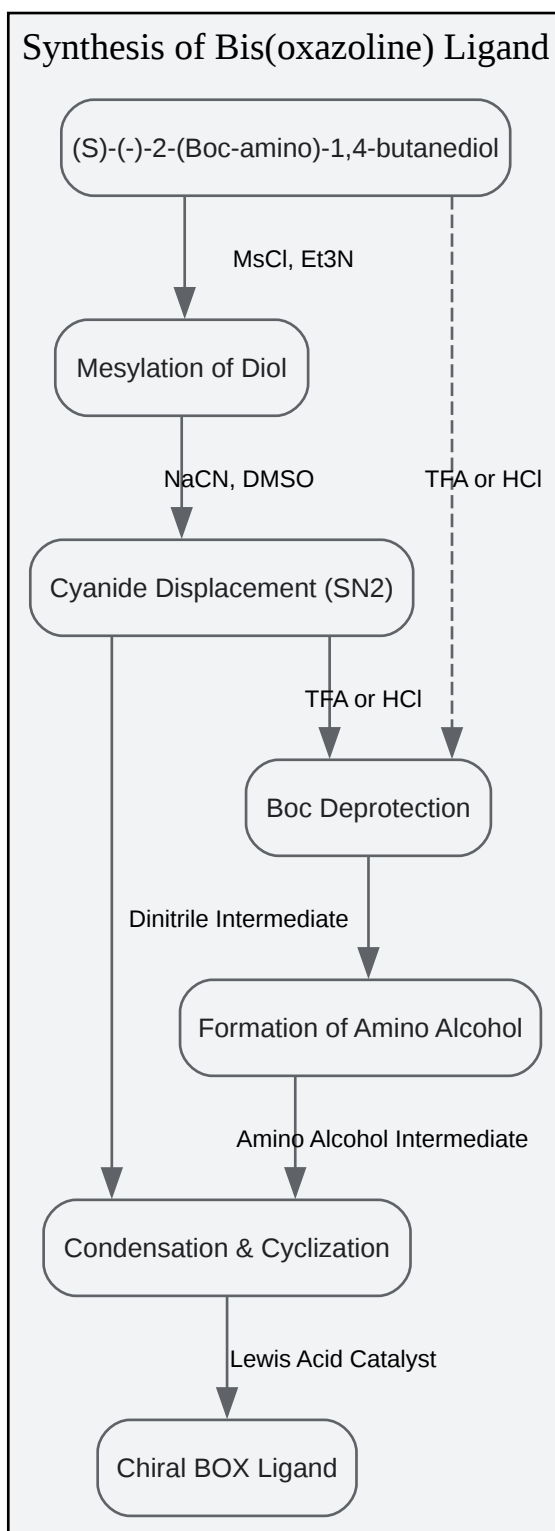 Synthesis of Bis(oxazoline) Ligand
(S)-(-)-2-(Boc-amino)-1,4-butanediol
MsCl, Et3N
Mesylation of Diol
NaCN, DMSO
TFA or HCl
Cyanide Displacement (SN2)
TFA or HCl
Boc Deprotection
Dinitrile Intermediate
Formation of Amino Alcohol
Amino Alcohol Intermediate
Condensation & Cyclization
Lewis Acid Catalyst
Chiral BOX Ligand